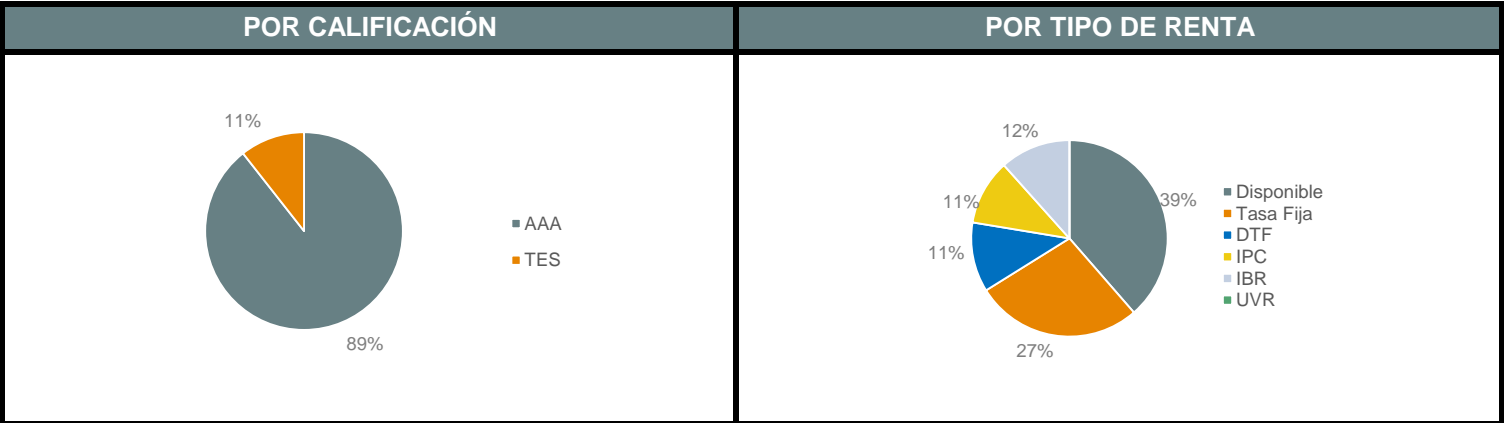 POR CALIFICACIÓN
11%
89%
AAA
TES
POR TIPO DE RENTA
12%
11%
11%
27%
39%
Disponible
Tasa Fija
DTF
IPC
IBR
UVR